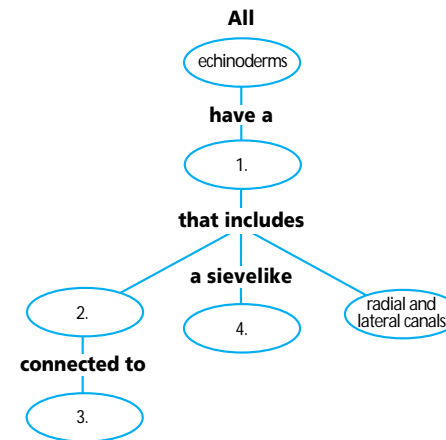 All
echinoderms
have a
1.
that includes
a sievelike
2.
4.
radial and
lateral canals
connected to
3.